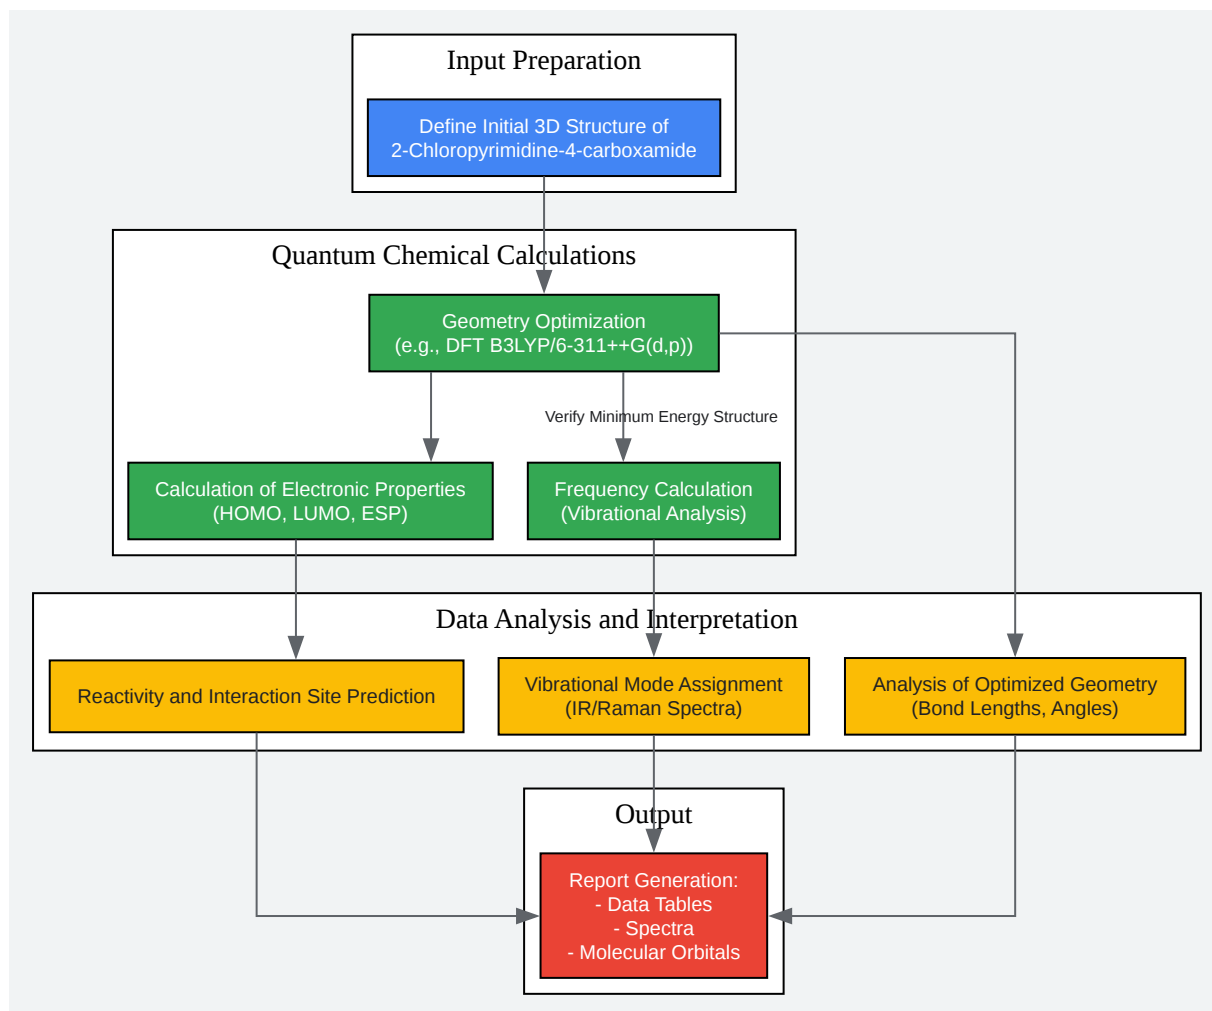 Input Preparation
Define Initial 3D Structure of
2-Chloropyrimidine-4-carboxamide
Quantum Chemical Calculations
Geometry Optimization
(e.g., DFT B3LYP/6-311++G(d,p))
Verify Minimum Energy Structure
Calculation of Electronic Properties
(HOMO, LUMO, ESP)
Frequency Calculation
(Vibrational Analysis)
Data Analysis and Interpretation
Reactivity and Interaction Site Prediction
Vibrational Mode Assignment
(IR/Raman Spectra)
Analysis of Optimized Geometry
(Bond Lengths, Angles)
Output
Report Generation:
- Data Tables
- Spectra
- Molecular Orbitals